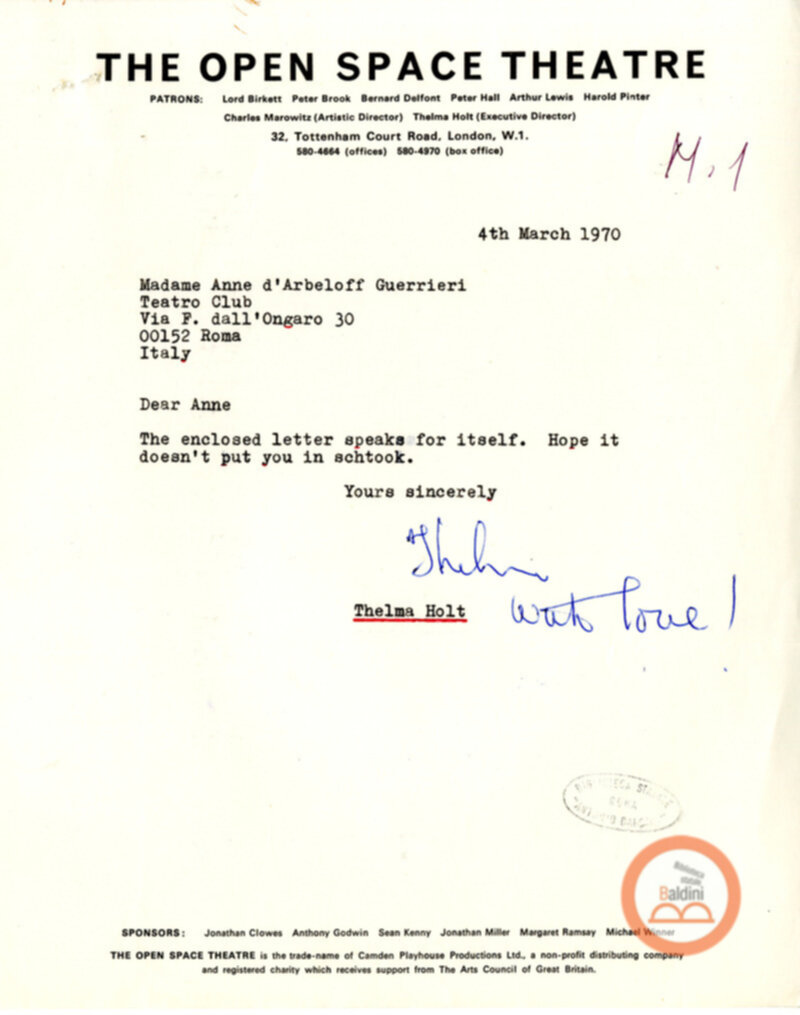 THE OPEN SPACE THEATRE
PATRONS: Lord Birkett Peter Brook Bernard Delfont Peter Hall Arthur Lewis Harold Pinter
Charles Marowitz (Artistic Director) Thelma Holt (Executive Director)
32, Tottenham Court Road, London, W.1.
580-4664 (offices) 580-4970 (box office)
M.1
4th March 1970
Madame Anne d'Arbeloff Guerrieri
Teatro Club
Via F. dall'Ongaro 30
00152 Roma
Italy
Dear Anne
The enclosed letter speaks for itself. Hope it
doesn't put you in schtook.
Yours sincerely
Thelma
Thelma Holt
with love!
ROMA
Biblioteca
statale
Baldini
SPONSORS: Jonathan Clowes Anthony Godwin Sean Kenny Jonathan Miller Margaret Ramsay Michael Winner
THE OPEN SPACE THEATRE is the trade-name of Camden Playhouse Productions Ltd., a non-profit distributing company
and registered charity which receives support from The Arts Council of Great Britain.